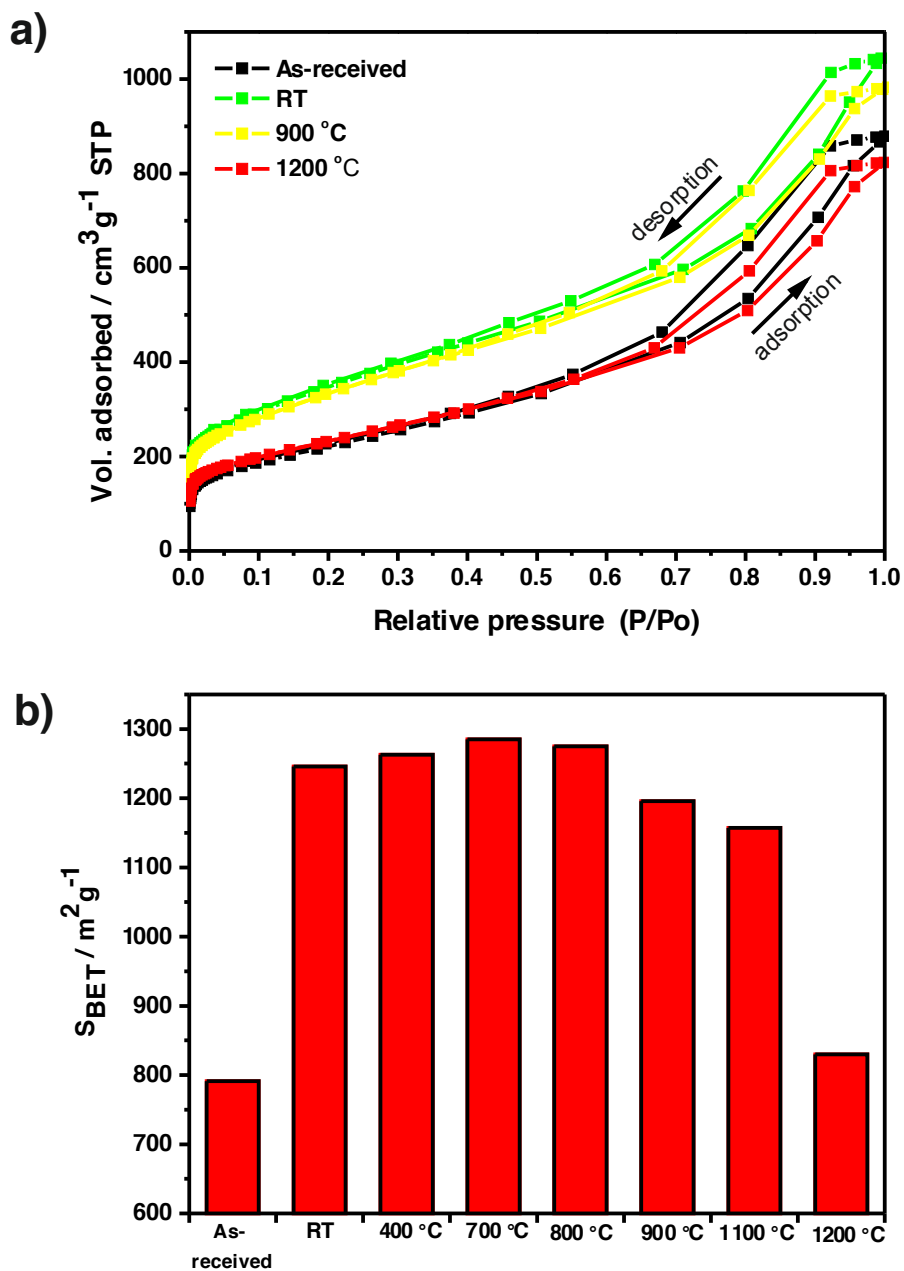 a)
As-received
RT
900 °C
1200 °C
desorption
adsorption
Vol. adsorbed / cm³g⁻¹ STP
1000
800
600
400
200
0
0.0 0.1 0.2 0.3 0.4 0.5 0.6 0.7 0.8 0.9 1.0
Relative pressure (P/Po)
b)
S_BET / m²g⁻¹
1300
1200
1100
1000
900
800
700
600
As-received RT 400 °C 700 °C 800 °C 900 °C 1100 °C 1200 °C